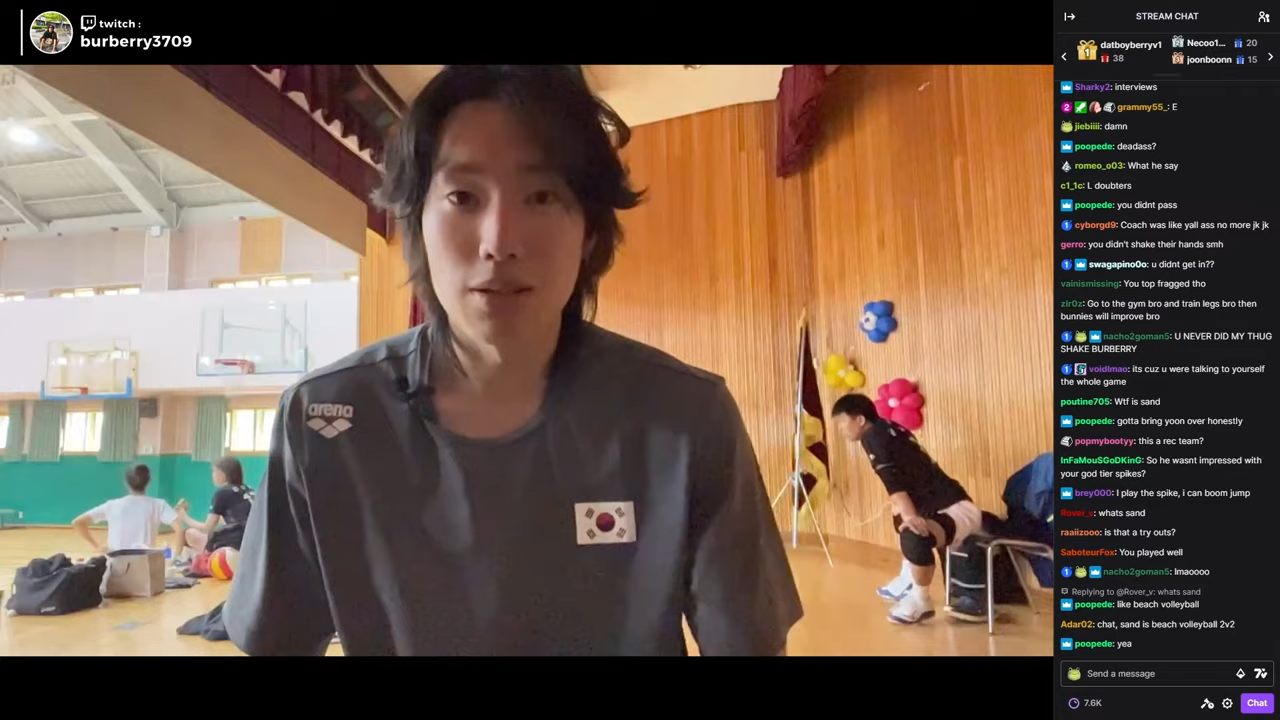 twitch :
burberry3709
arena
STREAM CHAT
datboyberryv1
38
Necoo1... 20
joonboonn 15
Sharky2: interviews
grammy55_: E
jiebiiii: damn
poopede: deadass?
romeo_o03: What he say
c1_1c: L doubters
poopede: you didnt pass
cyborgd9: Coach was like yall ass no more jk jk
gerro: you didn't shake their hands smh
swagapino0o: u didnt get in??
vainismissing: You top fragged tho
zir0z: Go to the gym bro and train legs bro then
bunnies will improve bro
nacho2goman5: U NEVER DID MY THUG
SHAKE BURBERRY
voidlmao: its cuz u were talking to yourself
the whole game
poutine705: Wtf is sand
poopede: gotta bring yoon over honestly
popmybootyy: this a rec team?
InFaMouSGoDKinG: So he wasnt impressed with
your god tier spikes?
brey000: I play the spike, i can boom jump
Rover_v: whats sand
raaiizooo: is that a try outs?
SaboteurFox: You played well
nacho2goman5: lmaoooo
Replying to @Rover_v: whats sand
poopede: like beach volleyball
Adar02: chat, sand is beach volleyball 2v2
poopede: yea
Send a message
7.6K
Chat